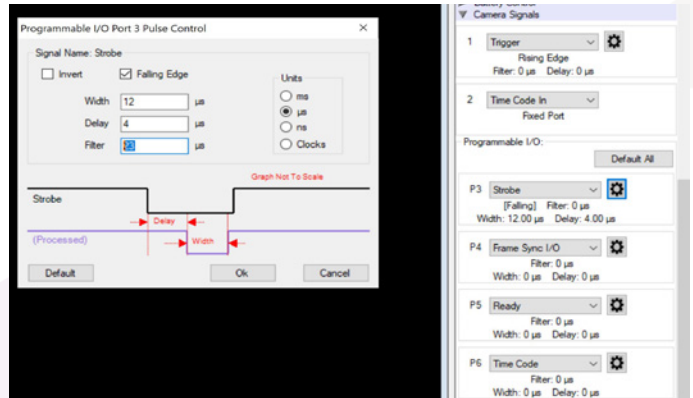 Programmable I/O Port 3 Pulse Control
Signal Name: Strobe
Invert
Falling Edge
Width 12 µs
Delay 4 µs
Filter µs
Units
ms
µs
ns
Clocks
Graph Not To Scale
Strobe
Delay
(Processed)
Width
Default Ok Cancel
Camera Signals
1 Trigger
Rising Edge
Filter: 0 µs Delay: 0 µs
2 Time Code In
Fixed Port
Programmable I/O:
Default All
P3 Strobe
[Falling] Filter: 0 µs
Width: 12.00 µs Delay: 4.00 µs
P4 Frame Sync I/O
Filter: 0 µs
Width: 0 µs Delay: 0 µs
P5 Ready
Filter: 0 µs
Width: 0 µs Delay: 0 µs
P6 Time Code
Filter: 0 µs
Width: 0 µs Delay: 0 µs